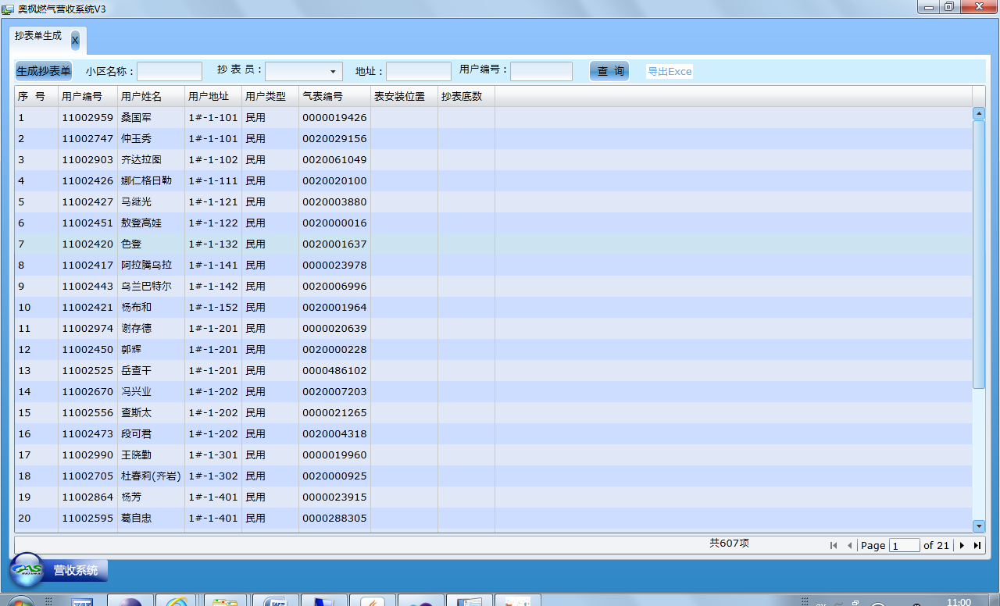 奥枫燃气营收系统V3
抄表单生成 X
生成抄表单 小区名称： 抄 表 员： 地址： 用户编号： 查 询 导出Exce
序 号 用户编号 用户姓名 用户地址 用户类型 气表编号 表安装位置 抄表底数
1 11002959 桑国军 1#-1-101 民用 0000019426
2 11002747 仲玉秀 1#-1-101 民用 0020029156
3 11002903 齐达拉图 1#-1-102 民用 0020061049
4 11002426 娜仁格日勒 1#-1-111 民用 0020020100
5 11002427 马继光 1#-1-121 民用 0020003880
6 11002451 敖登高娃 1#-1-122 民用 0020000016
7 11002420 色登 1#-1-132 民用 0020001637
8 11002417 阿拉腾乌拉 1#-1-141 民用 0000023978
9 11002443 乌兰巴特尔 1#-1-142 民用 0020006996
10 11002421 杨布和 1#-1-152 民用 0020001964
11 11002974 谢存德 1#-1-201 民用 0000020639
12 11002450 郭辉 1#-1-201 民用 0020000228
13 11002525 岳查干 1#-1-201 民用 0000486102
14 11002670 冯兴业 1#-1-202 民用 0020007203
15 11002556 查斯太 1#-1-202 民用 0000021265
16 11002473 段可君 1#-1-202 民用 0020004318
17 11002990 王晓勤 1#-1-301 民用 0000019960
18 11002705 杜春莉(齐岩) 1#-1-302 民用 0020000925
19 11002864 杨芳 1#-1-401 民用 0000023915
20 11002595 葛自忠 1#-1-401 民用 0000288305
共607项 Page 1 of 21
GAS NATURAL 营收系统
11:00